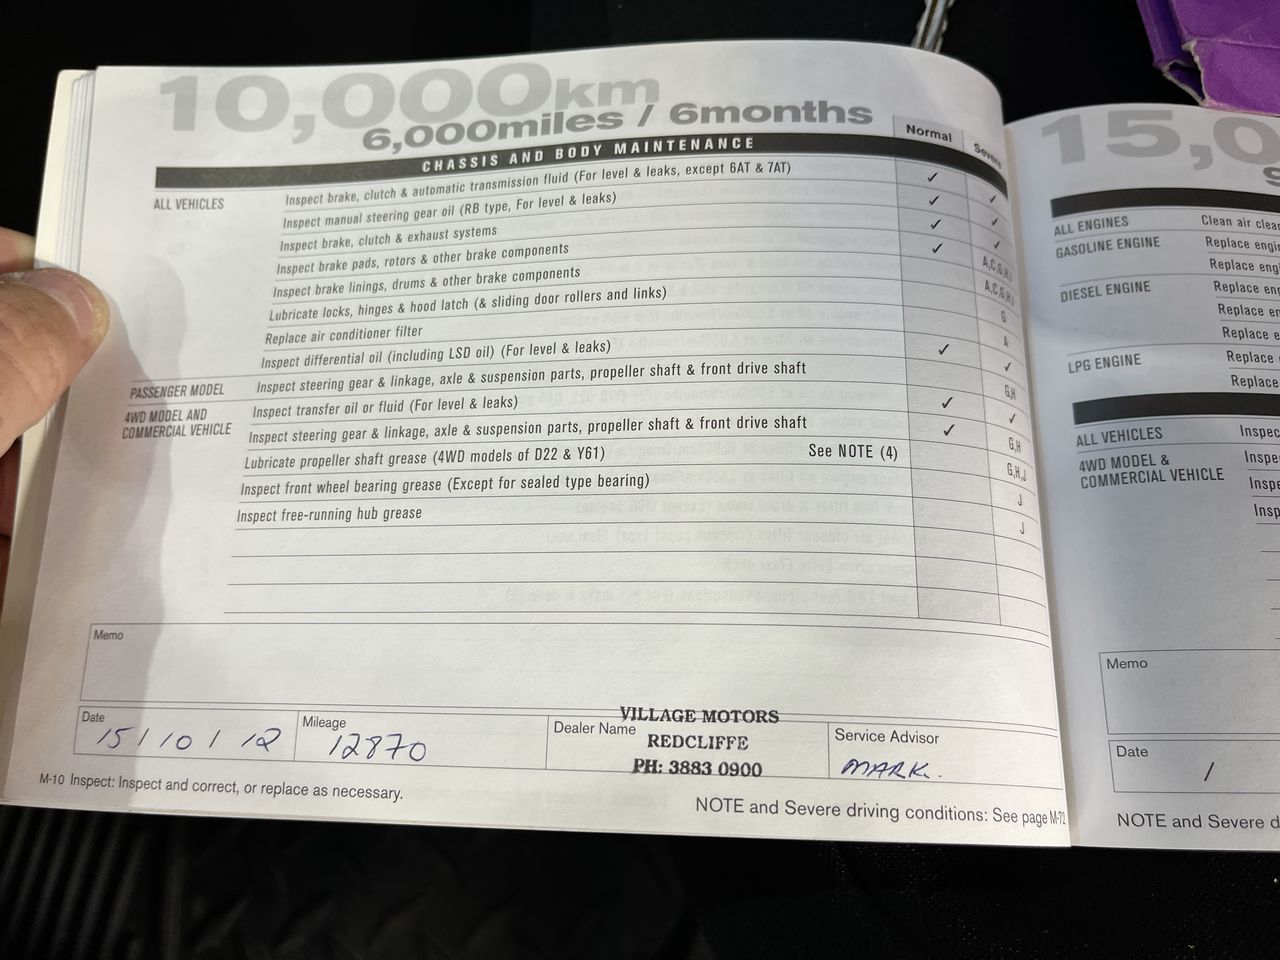 10,000km
6,000miles / 6months
Normal
Severe
CHASSIS AND BODY MAINTENANCE
ALL VEHICLES
Inspect brake, clutch & automatic transmission fluid (For level & leaks, except 6AT & 7AT) ✓ ✓
Inspect manual steering gear oil (RB type, For level & leaks) ✓ ✓
Inspect brake, clutch & exhaust systems ✓ ✓
Inspect brake pads, rotors & other brake components ✓ A,C,G,H,J
Inspect brake linings, drums & other brake components A,C,G,H,J
Lubricate locks, hinges & hood latch (& sliding door rollers and links) G
Replace air conditioner filter A
Inspect differential oil (including LSD oil) (For level & leaks) ✓ ✓
PASSENGER MODEL
Inspect steering gear & linkage, axle & suspension parts, propeller shaft & front drive shaft G,H
4WD MODEL AND
COMMERCIAL VEHICLE
Inspect transfer oil or fluid (For level & leaks) ✓ ✓
Inspect steering gear & linkage, axle & suspension parts, propeller shaft & front drive shaft ✓ G,H
Lubricate propeller shaft grease (4WD models of D22 & Y61) See NOTE (4) G,H,J
Inspect front wheel bearing grease (Except for sealed type bearing) J
Inspect free-running hub grease J
Memo
Date
15 / 10 / 12
Mileage
12870
Dealer Name
VILLAGE MOTORS
REDCLIFFE
PH: 3883 0900
Service Advisor
MARK.
M-10 Inspect: Inspect and correct, or replace as necessary.
NOTE and Severe driving conditions: See page M-72
15,0
ALL ENGINES
Clean air clea
GASOLINE ENGINE
Replace engi
Replace eng
DIESEL ENGINE
Replace eng
Replace en
Replace e
LPG ENGINE
Replace
Replace
ALL VEHICLES
Inspec
4WD MODEL &
COMMERCIAL VEHICLE
Inspe
Insp
Insp
Memo
Date
/
NOTE and Severe d